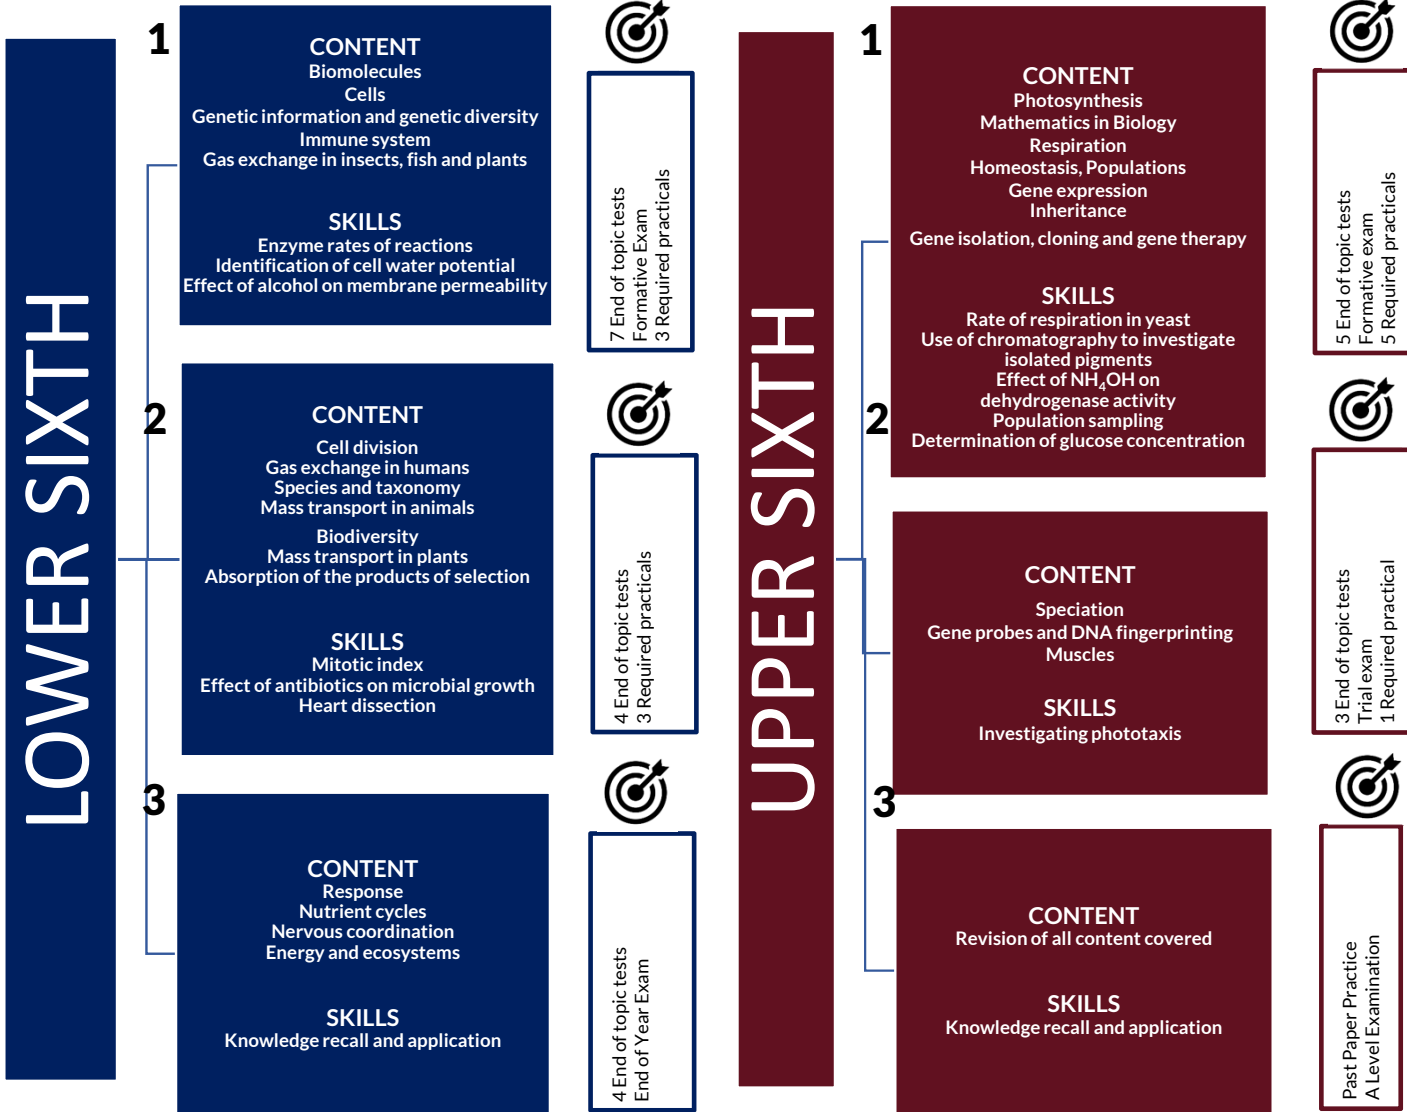 LOWER SIXTH
1
CONTENT
Biomolecules
Cells
Genetic information and genetic diversity
Immune system
Gas exchange in insects, fish and plants
SKILLS
Enzyme rates of reactions
Identification of cell water potential
Effect of alcohol on membrane permeability
7 End of topic tests
Formative Exam
3 Required practicals
2
CONTENT
Cell division
Gas exchange in humans
Species and taxonomy
Mass transport in animals
Biodiversity
Mass transport in plants
Absorption of the products of selection
SKILLS
Mitotic index
Effect of antibiotics on microbial growth
Heart dissection
4 End of topic tests
3 Required practicals
3
CONTENT
Response
Nutrient cycles
Nervous coordination
Energy and ecosystems
SKILLS
Knowledge recall and application
4 End of topic tests
End of Year Exam
UPPER SIXTH
1
CONTENT
Photosynthesis
Mathematics in Biology
Respiration
Homeostasis, Populations
Gene expression
Inheritance
Gene isolation, cloning and gene therapy
SKILLS
Rate of respiration in yeast
Use of chromatography to investigate
isolated pigments
Effect of NH₄OH on
dehydrogenase activity
Population sampling
Determination of glucose concentration
5 End of topic tests
Formative exam
5 Required practicals
2
CONTENT
Speciation
Gene probes and DNA fingerprinting
Muscles
SKILLS
Investigating phototaxis
3 End of topic tests
Trial exam
1 Required practical
3
CONTENT
Revision of all content covered
SKILLS
Knowledge recall and application
Past Paper Practice
A Level Examination